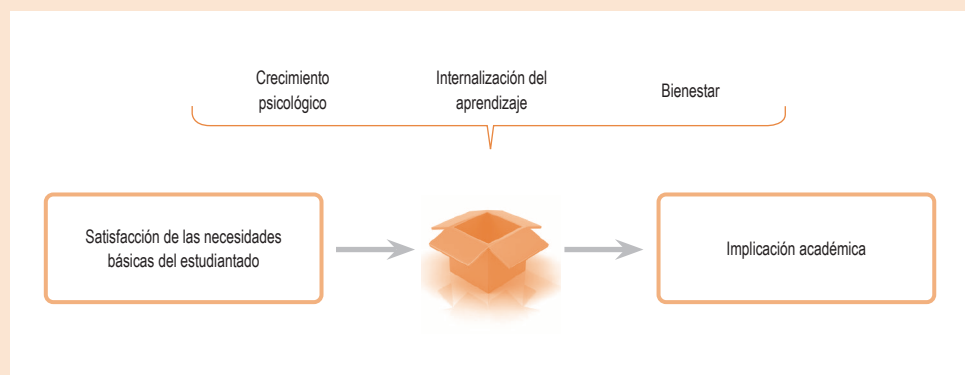 Crecimiento
psicológico
Internalización del
aprendizaje
Bienestar
Satisfacción de las necesidades
básicas del estudiantado
Implicación académica